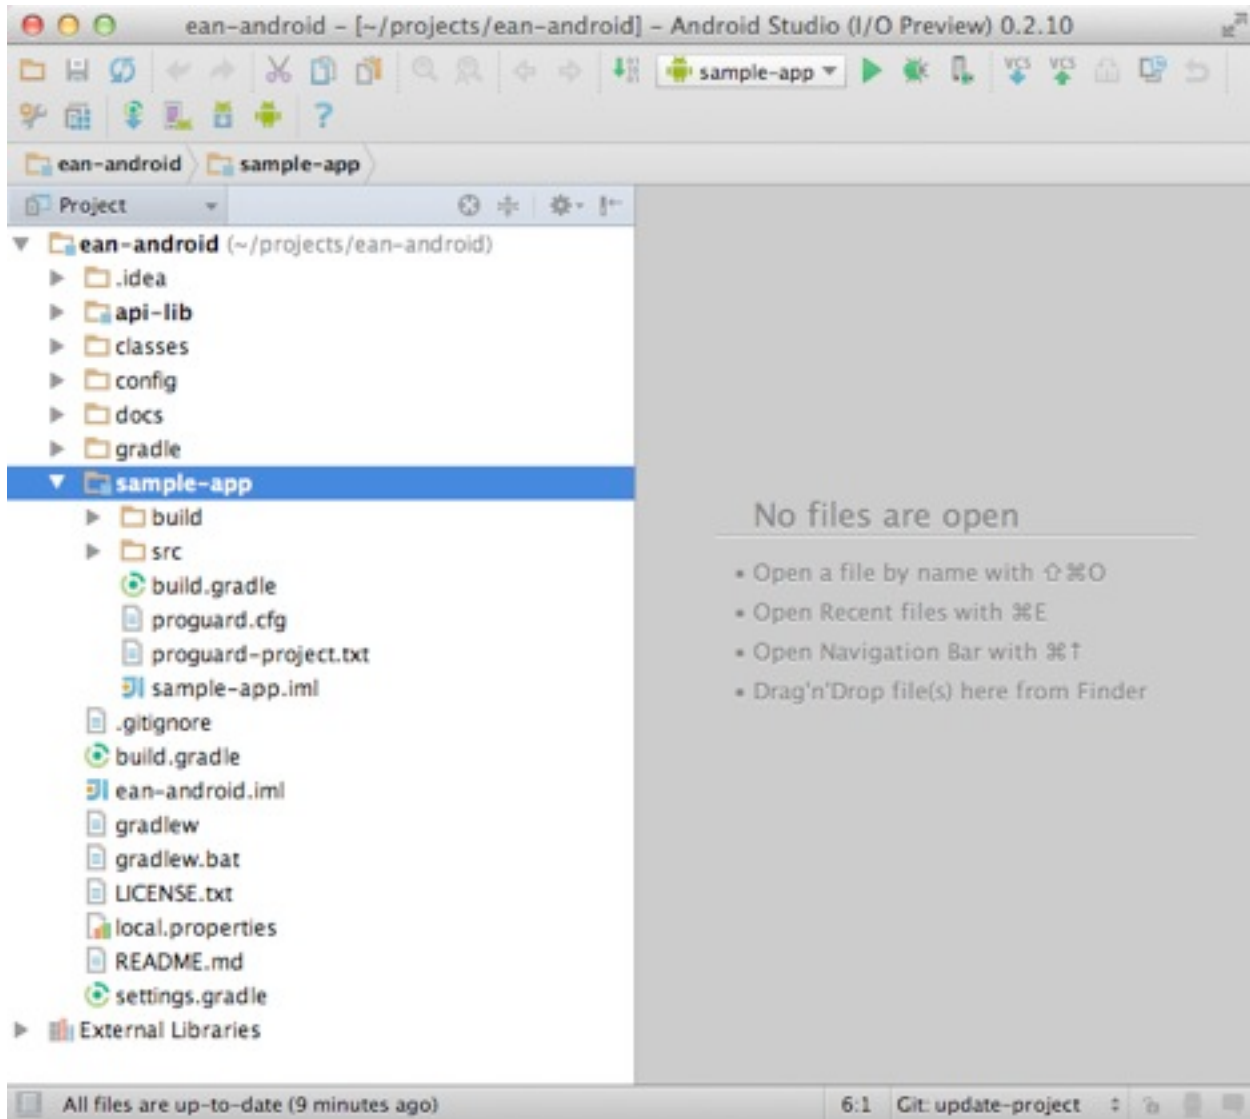 ean-android – [~/projects/ean-android] – Android Studio (I/O Preview) 0.2.10
sample-app
VCS VCS
?
ean-android sample-app
Project
ean-android (~/projects/ean-android)
.idea
api-lib
classes
config
docs
gradle
sample-app
build
src
build.gradle
proguard.cfg
proguard-project.txt
sample-app.iml
.gitignore
build.gradle
ean-android.iml
gradlew
gradlew.bat
LICENSE.txt
local.properties
README.md
settings.gradle
External Libraries
No files are open
• Open a file by name with ⇧⌘O
• Open Recent files with ⌘E
• Open Navigation Bar with ⌘↑
• Drag'n'Drop file(s) here from Finder
All files are up-to-date (9 minutes ago) 6:1 Git: update-project